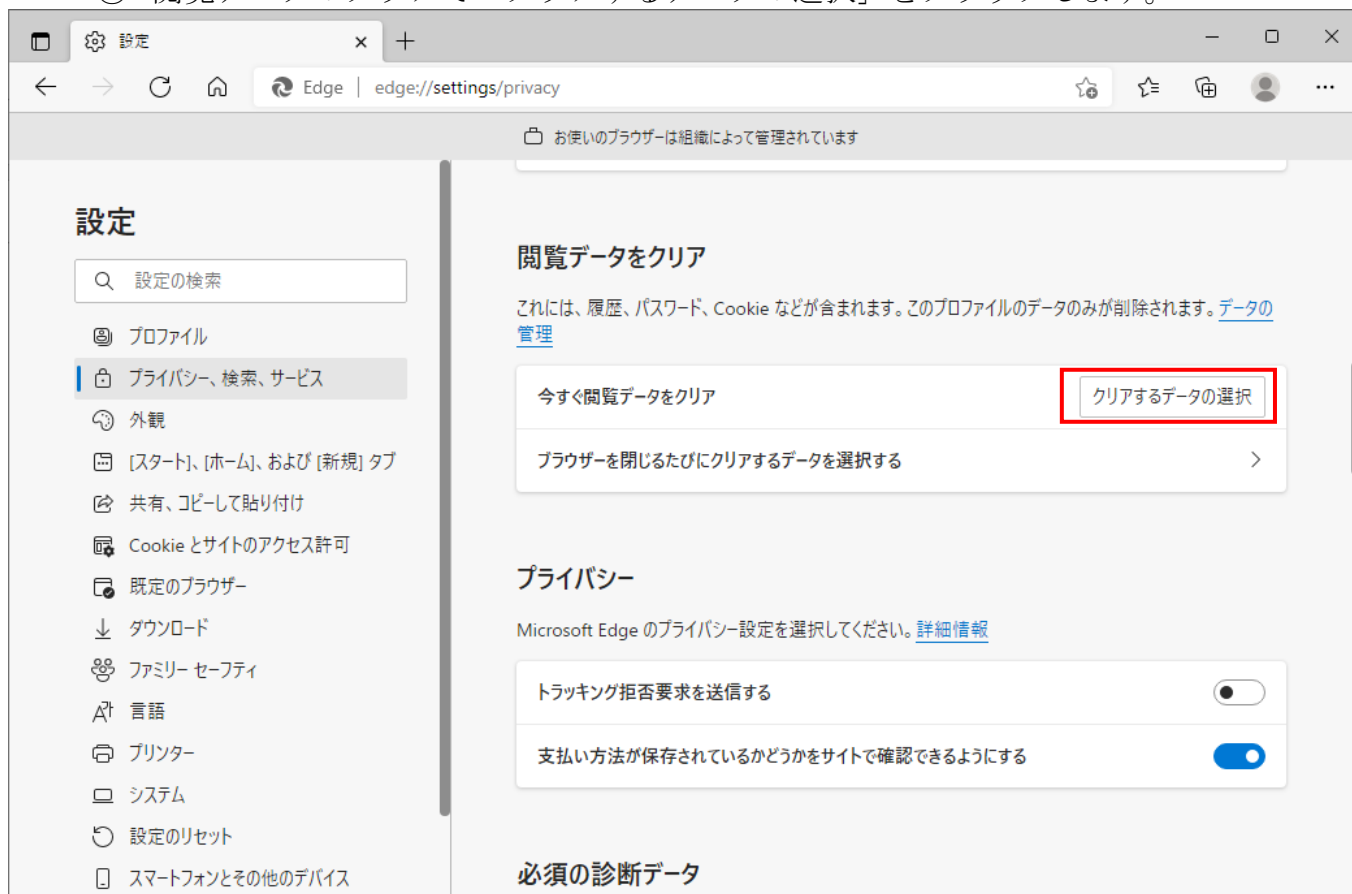 設定
Edge | edge://settings/privacy
お使いのブラウザーは組織によって管理されています
設定
設定の検索
プロファイル
プライバシー、検索、サービス
外観
[スタート]、[ホーム]、および [新規] タブ
共有、コピーして貼り付け
Cookie とサイトのアクセス許可
既定のブラウザー
ダウンロード
ファミリー セーフティ
言語
プリンター
システム
設定のリセット
スマートフォンとその他のデバイス
閲覧データをクリア
これには、履歴、パスワード、Cookie などが含まれます。このプロファイルのデータのみが削除されます。データの
管理
今すぐ閲覧データをクリア
クリアするデータの選択
ブラウザーを閉じるたびにクリアするデータを選択する
プライバシー
Microsoft Edge のプライバシー設定を選択してください。詳細情報
トラッキング拒否要求を送信する
支払い方法が保存されているかどうかをサイトで確認できるようにする
必須の診断データ